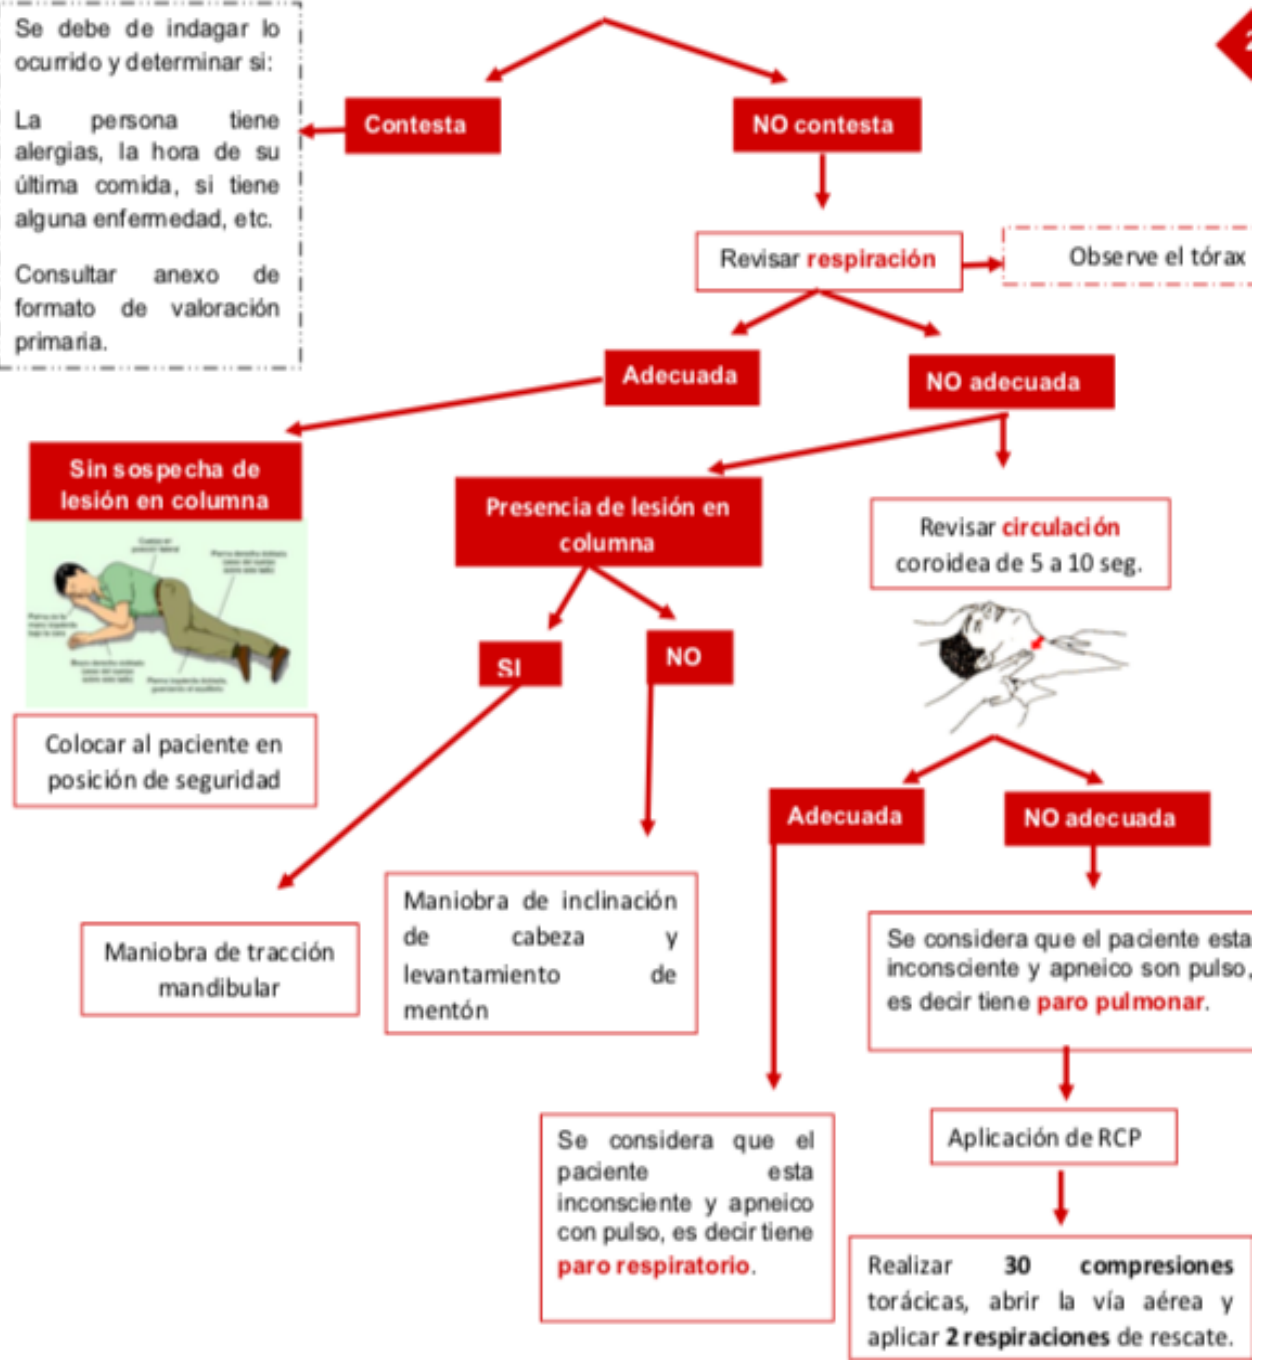 Se debe de indagar lo
ocurrido y determinar si:
La persona tiene
alergias, la hora de su
última comida, si tiene
alguna enfermedad, etc.
Consultar anexo de
formato de valoración
primaria.
Contesta
NO contesta
2
Revisar respiración
Observe el tórax
Adecuada
NO adecuada
Sin sospecha de
lesión en columna
Presencia de lesión en
columna
Revisar circulación
coroidea de 5 a 10 seg.
SI
NO
Colocar al paciente en
posición de seguridad
Adecuada
NO adecuada
Maniobra de tracción
mandibular
Maniobra de inclinación
de cabeza y
levantamiento de
mentón
Se considera que el paciente esta
inconsciente y apneico son pulso,
es decir tiene paro pulmonar.
Se considera que el
paciente esta
inconsciente y apneico
con pulso, es decir tiene
paro respiratorio.
Aplicación de RCP
Realizar 30 compresiones
torácicas, abrir la vía aérea y
aplicar 2 respiraciones de rescate.